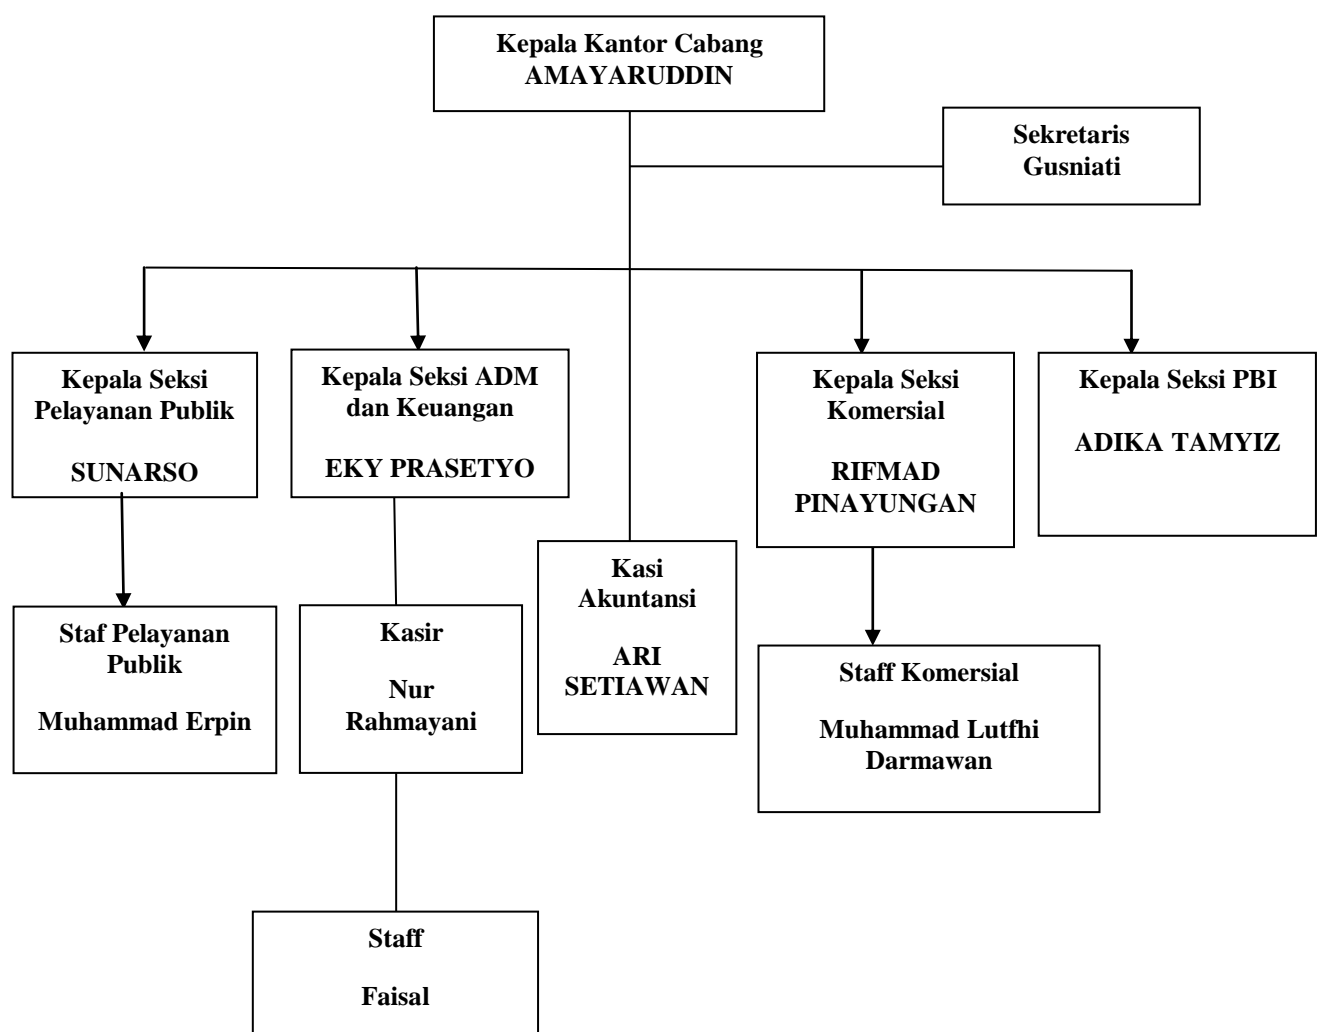 Kepala Kantor Cabang
AMAYARUDDIN
Sekretaris
Gusniati
Kepala Seksi
Pelayanan Publik
SUNARSO
Kepala Seksi ADM
dan Keuangan
EKY PRASETYO
Kepala Seksi
Komersial
RIFMAD
PINAYUNGAN
Kepala Seksi PBI
ADIKA TAMYIZ
Kasi
Akuntansi
ARI
SETIAWAN
Staf Pelayanan
Publik
Muhammad Erpin
Kasir
Nur
Rahmayani
Staff Komersial
Muhammad Lutfhi
Darmawan
Staff
Faisal